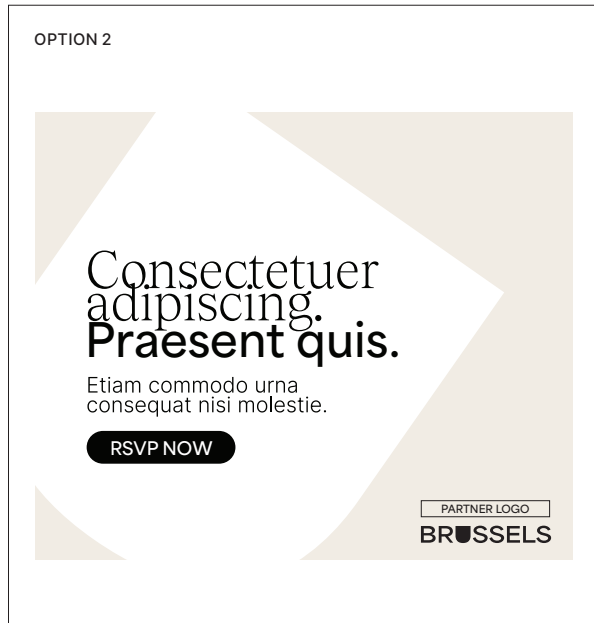 OPTION 2
Consectetuer
adipiscing.
Praesent quis.
Etiam commodo urna
consequat nisi molestie.
RSVP NOW
PARTNER LOGO
BRUSSELS